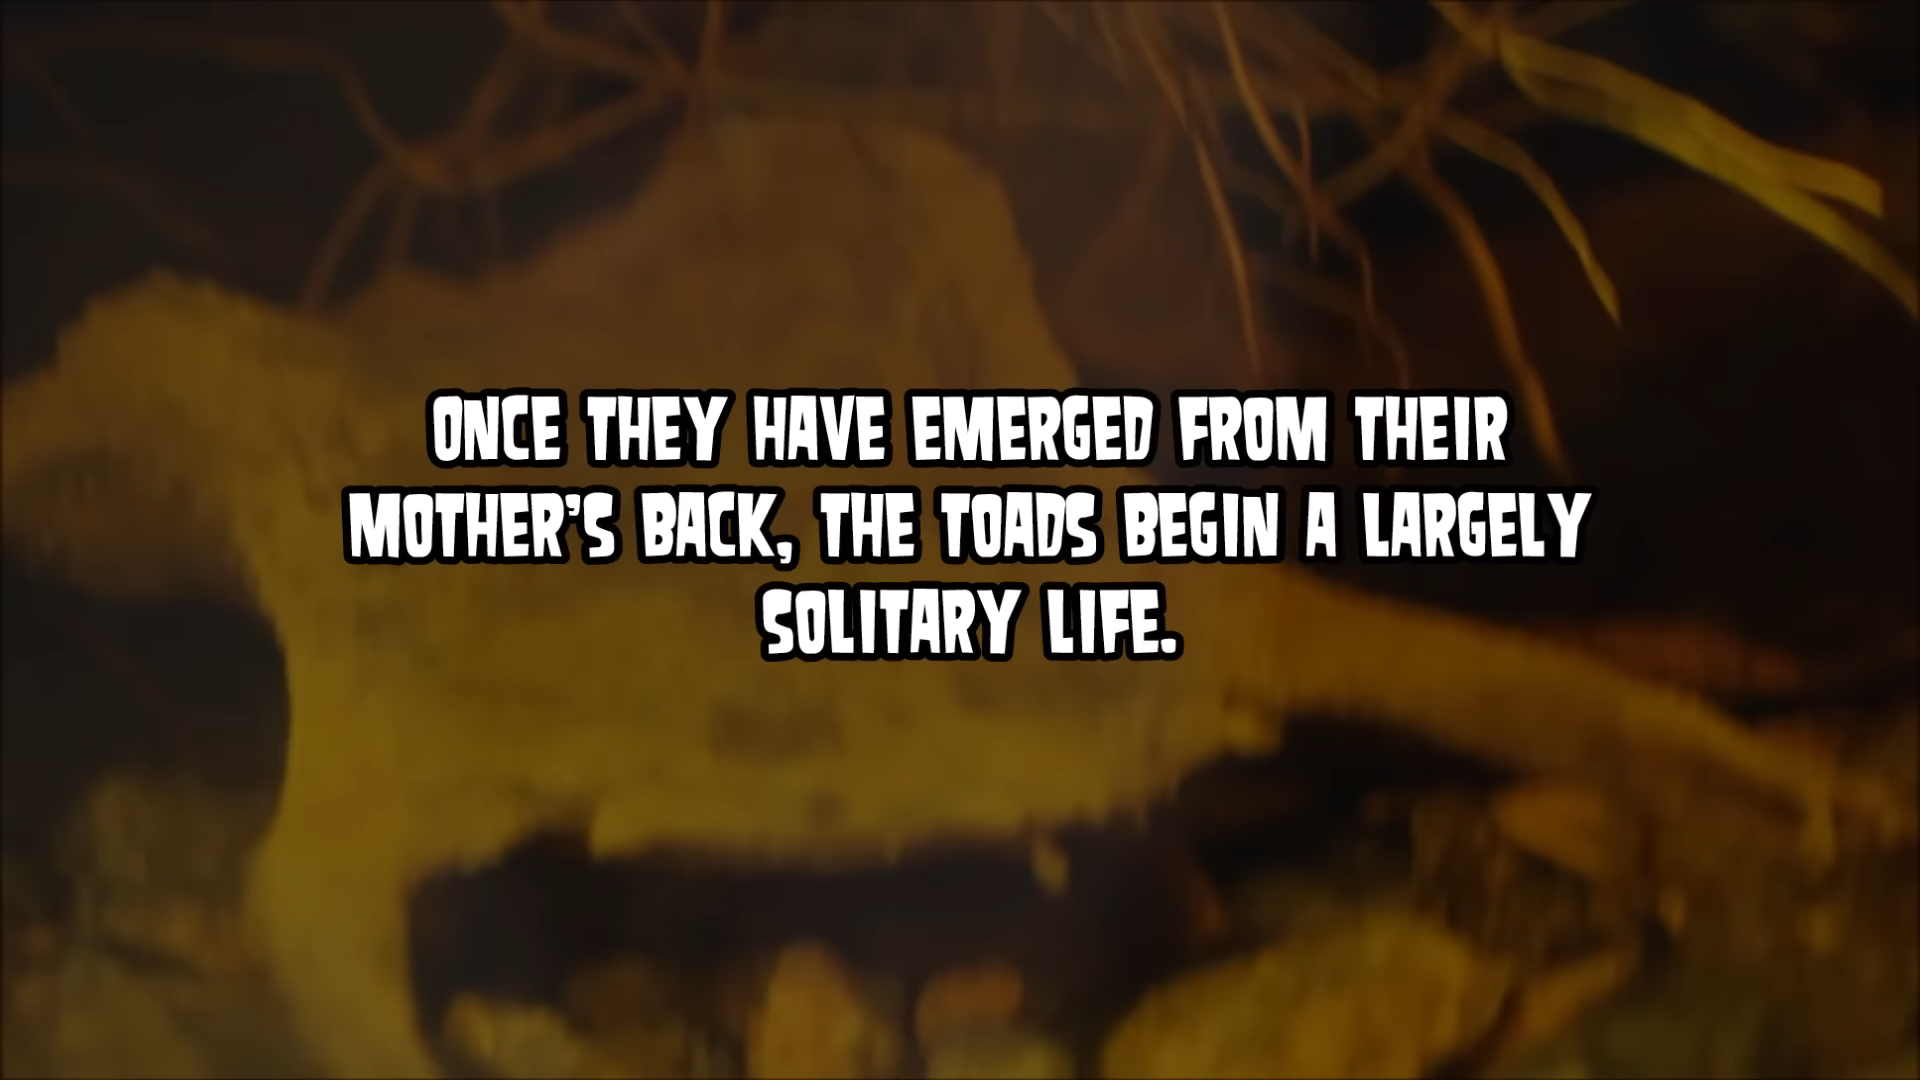 ONCE THEY HAVE EMERGED FROM THEIR
MOTHER'S BACK, THE TOADS BEGIN A LARGELY
SOLITARY LIFE.